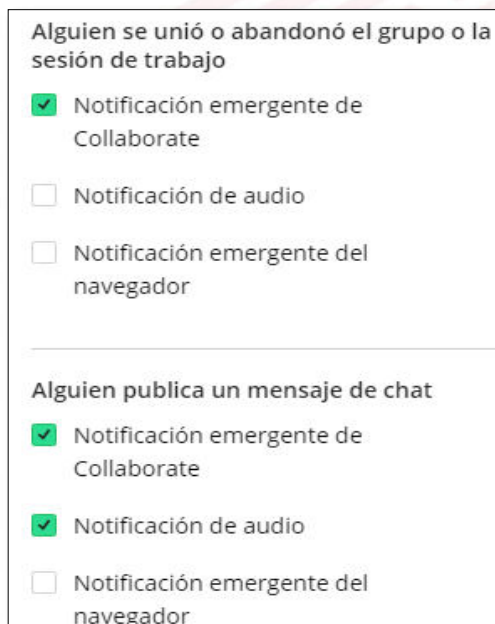 Alguien se unió o abandonó el grupo o la
sesión de trabajo
Notificación emergente de
Collaborate
Notificación de audio
Notificación emergente del
navegador
Alguien publica un mensaje de chat
Notificación emergente de
Collaborate
Notificación de audio
Notificación emergente del
navegador